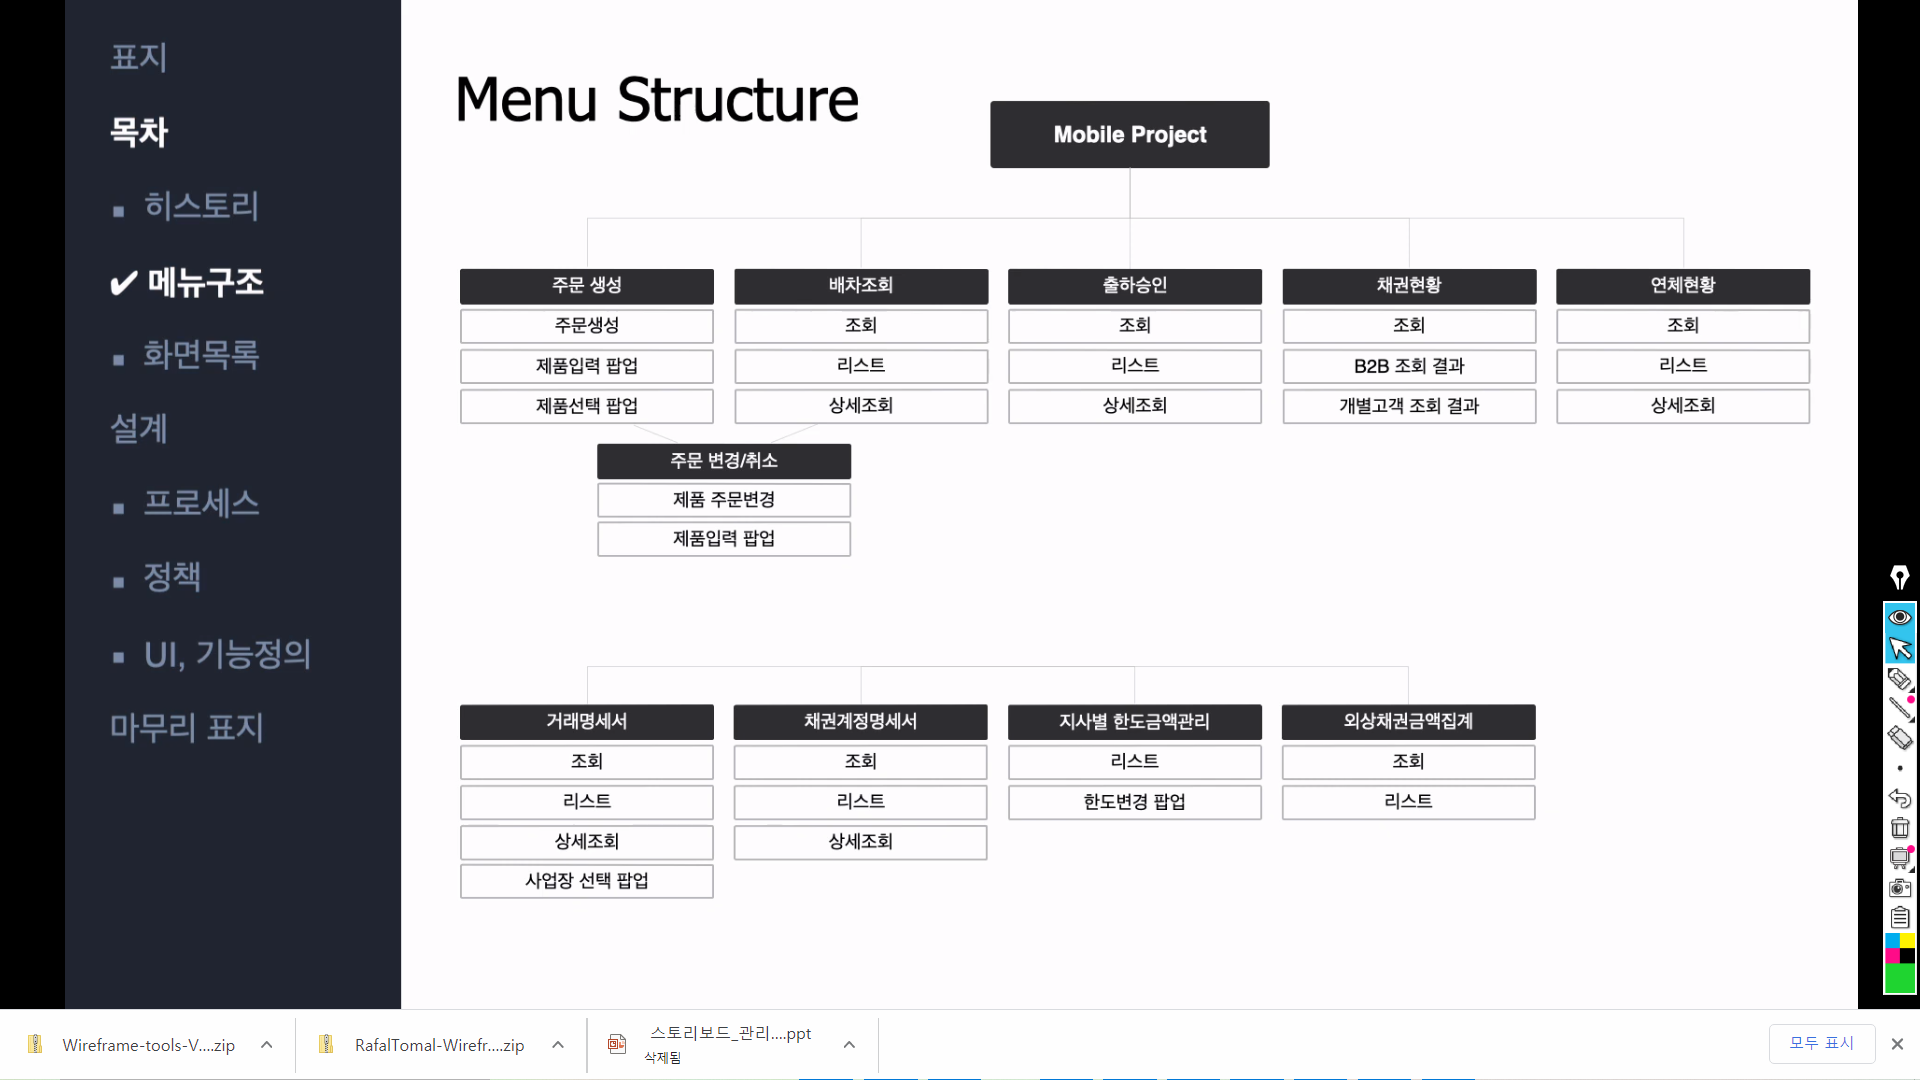 표지
목차
▪ 히스토리
✔ 메뉴구조
▪ 화면목록
설계
▪ 프로세스
▪ 정책
▪ UI, 기능정의
마무리 표지
Menu Structure
Mobile Project
주문 생성
주문생성
제품입력 팝업
제품선택 팝업
배차조회
조회
리스트
상세조회
출하승인
조회
리스트
상세조회
채권현황
조회
B2B 조회 결과
개별고객 조회 결과
연체현황
조회
리스트
상세조회
주문 변경/취소
제품 주문변경
제품입력 팝업
거래명세서
조회
리스트
상세조회
사업장 선택 팝업
채권계정명세서
조회
리스트
상세조회
지사별 한도금액관리
리스트
한도변경 팝업
외상채권금액집계
조회
리스트
Wireframe-tools-V....zip
RafalTomal-Wirefr....zip
스토리보드_관리....ppt
삭제됨
모두 표시